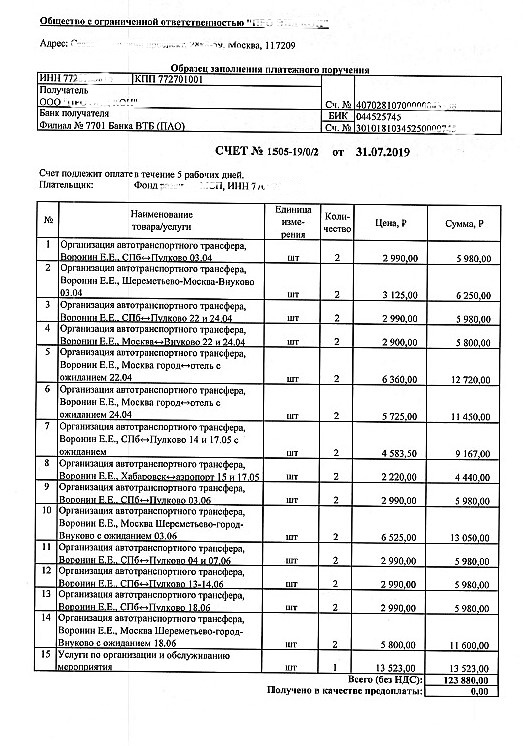 Общество с ограниченной ответственностью
Адрес: Москва, 117209
Образец заполнения платежного поручения
ИНН 772 КПП 772701001
Получатель
ООО Сч. №
Банк получателя БИК 044525745
Филиал № 7701 Банка ВТБ (ПАО) Сч. №
СЧЕТ № 1505-19/0/2 от 31.07.2019
Счет подлежит оплате в течение 5 рабочих дней.
Плательщик: Фонд ИНН
№ Наименование товара/услуги Единица изме-рения Коли-чество Цена, ₽ Сумма, ₽
1 Организация автотранспортного трансфера,
Воронин Е.Е., СПб↔Пулково 03.04 шт 2 2 990,00 5 980,00
2 Организация автотранспортного трансфера,
Воронин Е.Е., Шереметьево-Москва-Внуково
03.04 шт 2 3 125,00 6 250,00
3 Организация автотранспортного трансфера,
Воронин Е.Е., СПб↔Пулково 22 и 24.04 шт 2 2 990,00 5 980,00
4 Организация автотранспортного трансфера,
Воронин Е.Е., Москва↔Внуково 22 и 24.04 шт 2 2 900,00 5 800,00
5 Организация автотранспортного трансфера,
Воронин Е.Е., Москва город↔отель с
ожиданием 22.04 шт 2 6 360,00 12 720,00
6 Организация автотранспортного трансфера,
Воронин Е.Е., Москва город↔отель с
ожиданием 24.04 шт 2 5 725,00 11 450,00
7 Организация автотранспортного трансфера,
Воронин Е.Е., СПб↔Пулково 14 и 17.05 с
ожиданием шт 2 4 583,50 9 167,00
8 Организация автотранспортного трансфера,
Воронин Е.Е., Хабаровск↔аэропорт 15 и 17.05 шт 2 2 220,00 4 440,00
9 Организация автотранспортного трансфера,
Воронин Е.Е., СПб↔Пулково 03.06 шт 2 2 990,00 5 980,00
10 Организация автотранспортного трансфера,
Воронин Е.Е., Москва Шереметьево-город-
Внуково с ожиданием 03.06 шт 2 6 525,00 13 050,00
11 Организация автотранспортного трансфера,
Воронин Е.Е., СПб↔Пулково 04 и 07.06 шт 2 2 990,00 5 980,00
12 Организация автотранспортного трансфера,
Воронин Е.Е., СПб↔Пулково 13-14.06 шт 2 2 990,00 5 980,00
13 Организация автотранспортного трансфера,
Воронин Е.Е., СПб↔Пулково 18.06 шт 2 2 990,00 5 980,00
14 Организация автотранспортного трансфера,
Воронин Е.Е., Москва Шереметьево-город-
Внуково с ожиданием 18.06 шт 2 5 800,00 11 600,00
15 Услуги по организации и обслуживанию
мероприятия шт 1 13 523,00 13 523,00
Всего (без НДС): 123 880,00
Получено в качестве предоплаты: 0,00